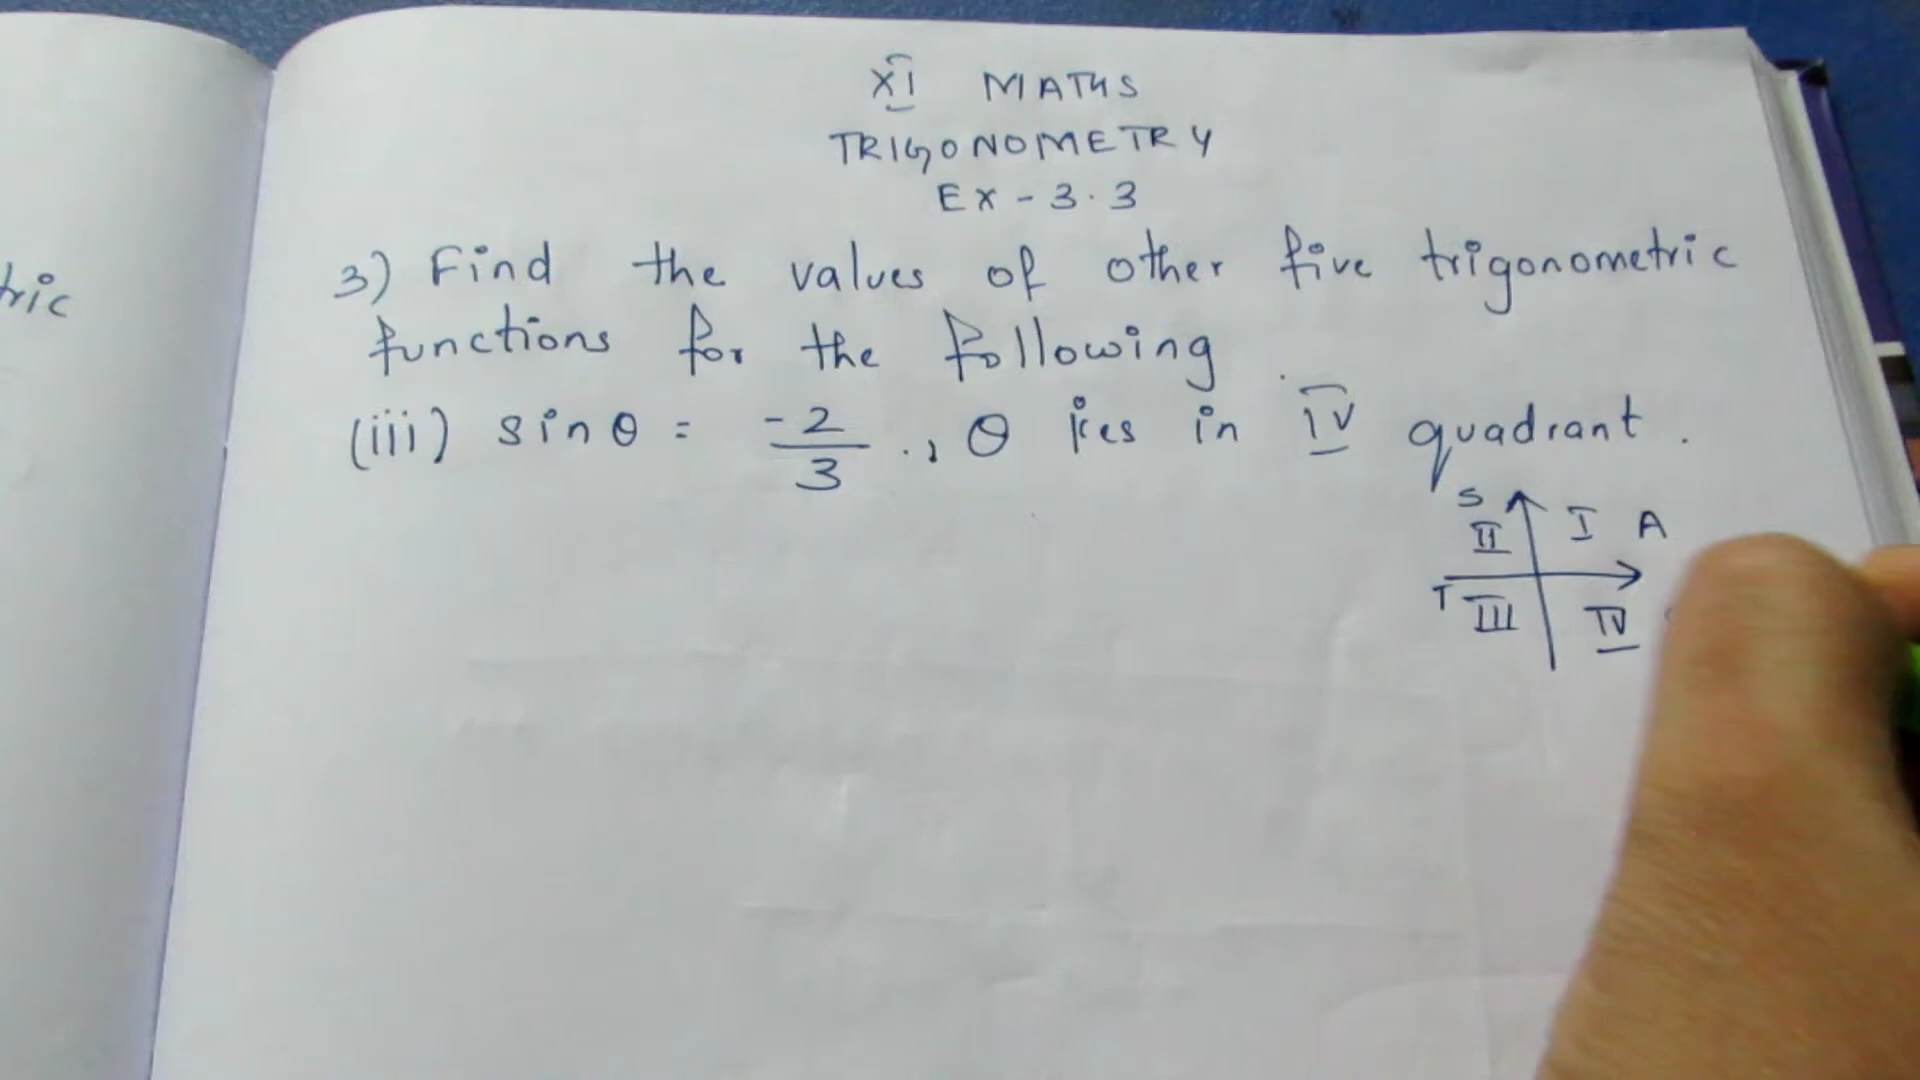 tric
XI MATHS
TRIGONOMETRY
EX - 3.3
3) Find the values of other five trigonometric
functions for the following
(iii) sin θ = -2/3 ., θ lies in IV quadrant.
S
II I A
T III IV